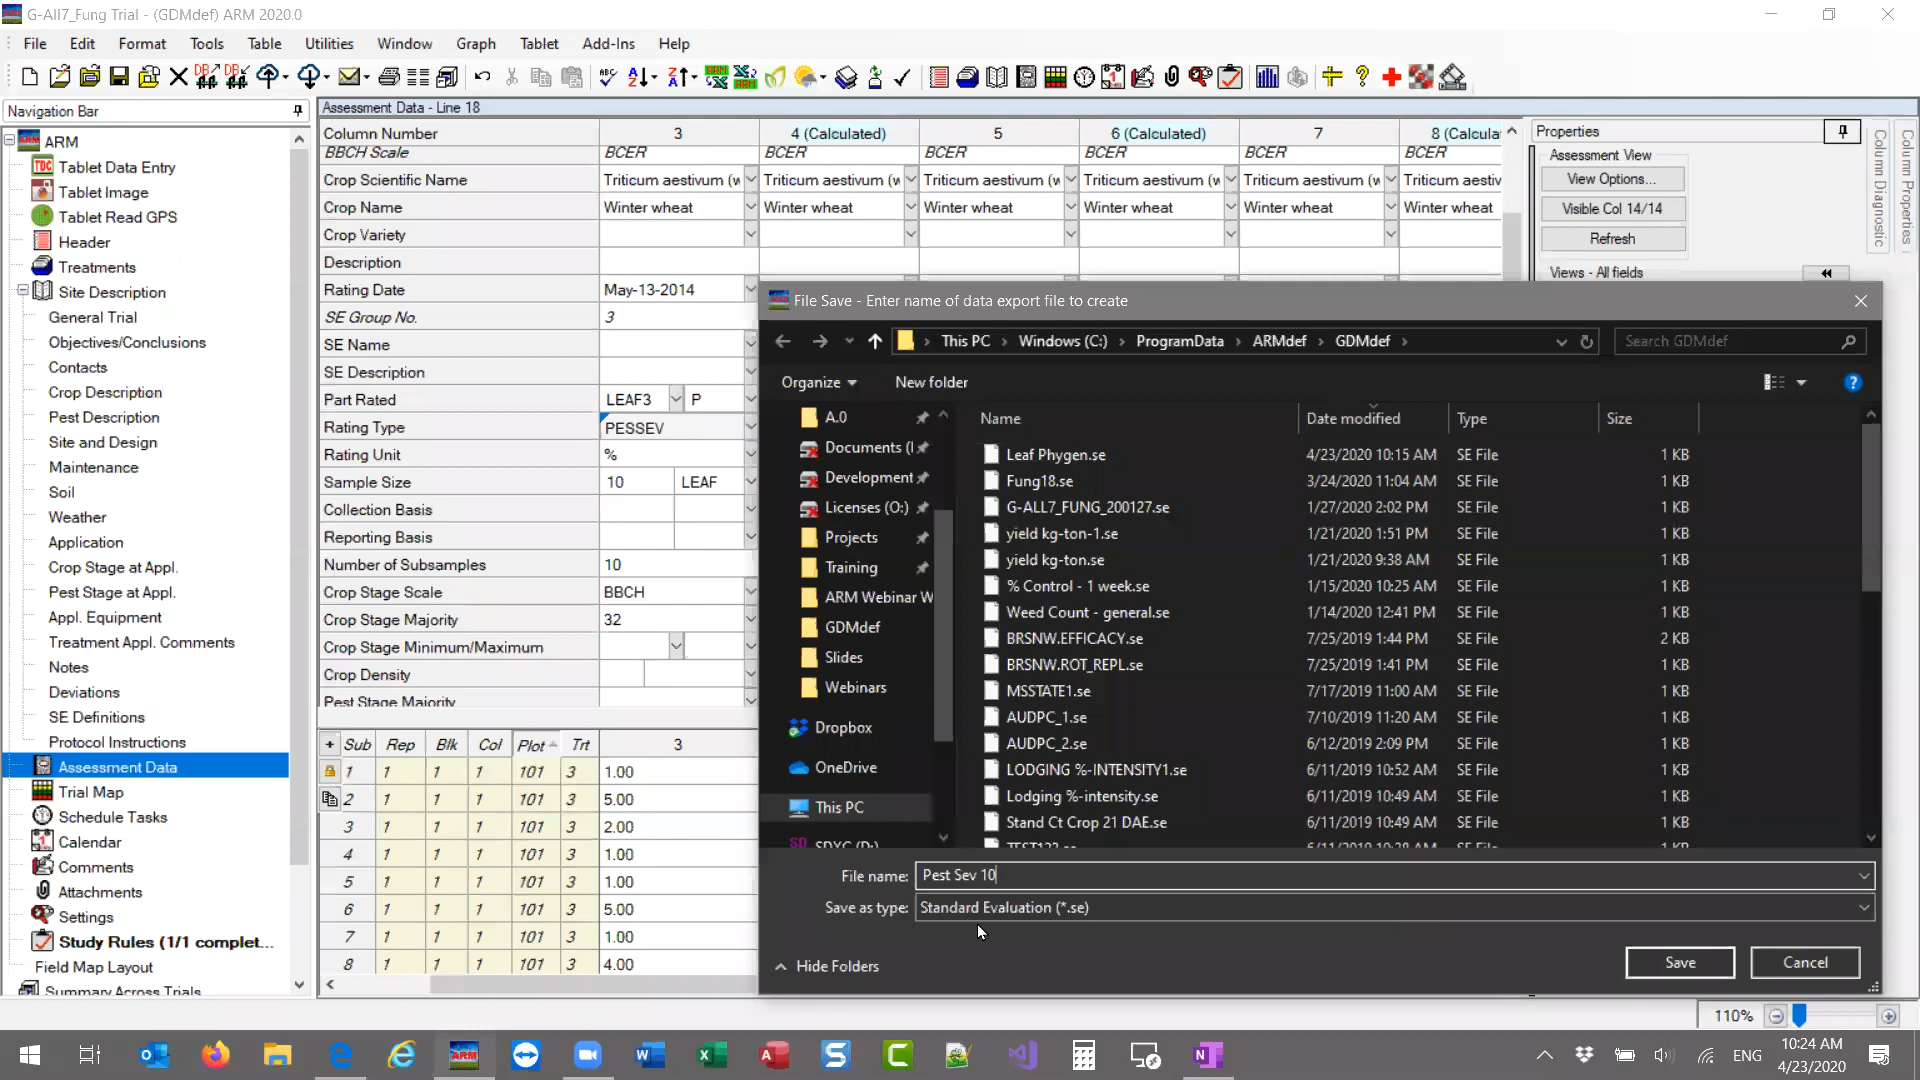 G-All7_Fung Trial - (GDMdef) ARM 2020.0
File Edit Format Tools Table Utilities Window Graph Tablet Add-Ins Help
Navigation Bar
ARM
Tablet Data Entry
Tablet Image
Tablet Read GPS
Header
Treatments
Site Description
General Trial
Objectives/Conclusions
Contacts
Crop Description
Pest Description
Site and Design
Maintenance
Soil
Weather
Application
Crop Stage at Appl.
Pest Stage at Appl.
Appl. Equipment
Treatment Appl. Comments
Notes
Deviations
SE Definitions
Protocol Instructions
Assessment Data
Trial Map
Schedule Tasks
Calendar
Comments
Attachments
Settings
Study Rules (1/1 complet...
Field Map Layout
Summary Across Trials
Assessment Data - Line 18
Column Number 3 4 (Calculated) 5 6 (Calculated) 7 8 (Calcula
BBCH Scale BCER BCER BCER BCER BCER BCER
Crop Scientific Name Triticum aestivum (w Triticum aestivum (w Triticum aestivum (w Triticum aestivum (w Triticum aestivum (w Triticum aestiv
Crop Name Winter wheat Winter wheat Winter wheat Winter wheat Winter wheat Winter wheat
Crop Variety
Description
Rating Date May-13-2014
SE Group No. 3
SE Name
SE Description
Part Rated LEAF3 P
Rating Type PESSEV
Rating Unit %
Sample Size 10 LEAF
Collection Basis
Reporting Basis
Number of Subsamples 10
Crop Stage Scale BBCH
Crop Stage Majority 32
Crop Stage Minimum/Maximum
Crop Density
Pest Stage Majority
+ Sub Rep Blk Col Plot Trt 3
1 1 1 1 101 3 1.00
2 1 1 1 101 3 5.00
3 1 1 1 101 3 2.00
4 1 1 1 101 3 1.00
5 1 1 1 101 3 1.00
6 1 1 1 101 3 5.00
7 1 1 1 101 3 1.00
8 1 1 1 101 3 4.00
Properties
Assessment View
View Options...
Visible Col 14/14
Refresh
Views - All fields
Column Diagnostic
Column Properties
File Save - Enter name of data export file to create
This PC › Windows (C:) › ProgramData › ARMdef › GDMdef ›
Search GDMdef
Organize New folder
A.0
Documents (I
Development
Licenses (O:)
Projects
Training
ARM Webinar W
GDMdef
Slides
Webinars
Dropbox
OneDrive
This PC
SDXC (D:)
Name Date modified Type Size
Leaf Phygen.se 4/23/2020 10:15 AM SE File 1 KB
Fung18.se 3/24/2020 11:04 AM SE File 1 KB
G-ALL7_FUNG_200127.se 1/27/2020 2:02 PM SE File 1 KB
yield kg-ton-1.se 1/21/2020 1:51 PM SE File 1 KB
yield kg-ton.se 1/21/2020 9:38 AM SE File 1 KB
% Control - 1 week.se 1/15/2020 10:25 AM SE File 1 KB
Weed Count - general.se 1/14/2020 12:41 PM SE File 1 KB
BRSNW.EFFICACY.se 7/25/2019 1:44 PM SE File 2 KB
BRSNW.ROT_REPL.se 7/25/2019 1:41 PM SE File 1 KB
MSSTATE1.se 7/17/2019 11:00 AM SE File 1 KB
AUDPC_1.se 7/10/2019 11:20 AM SE File 1 KB
AUDPC_2.se 6/12/2019 2:09 PM SE File 1 KB
LODGING %-INTENSITY1.se 6/11/2019 10:52 AM SE File 1 KB
Lodging %-intensity.se 6/11/2019 10:49 AM SE File 1 KB
Stand Ct Crop 21 DAE.se 6/11/2019 10:49 AM SE File 1 KB
TEST123.se 6/11/2019 10:38 AM SE File 1 KB
File name: Pest Sev 10
Save as type: Standard Evaluation (*.se)
Hide Folders
Save Cancel
110%
ENG
10:24 AM
4/23/2020